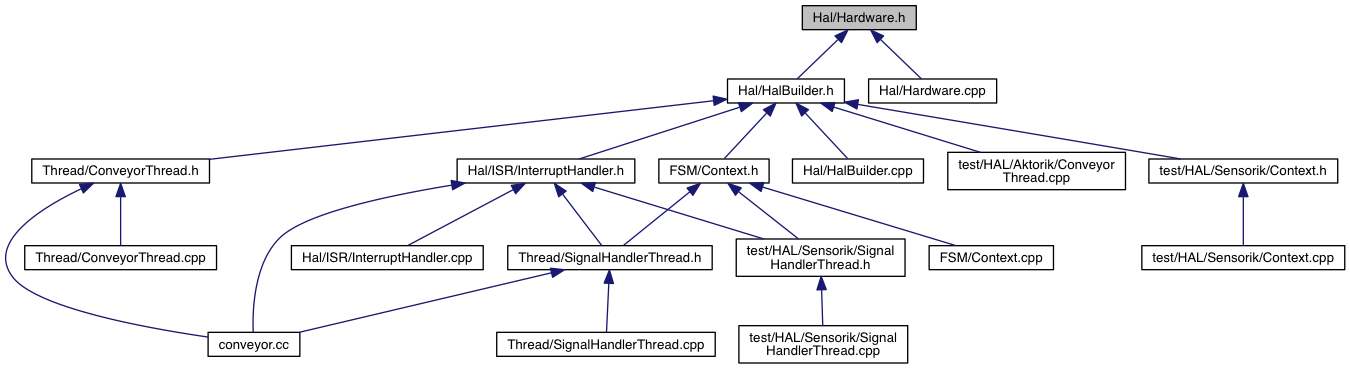 Hal/Hardware.h
Hal/HalBuilder.h
Hal/Hardware.cpp
Thread/ConveyorThread.h
Hal/ISR/InterruptHandler.h
FSM/Context.h
Hal/HalBuilder.cpp
test/HAL/Aktorik/Conveyor
Thread.cpp
test/HAL/Sensorik/Context.h
Thread/ConveyorThread.cpp
Hal/ISR/InterruptHandler.cpp
Thread/SignalHandlerThread.h
test/HAL/Sensorik/Signal
HandlerThread.h
FSM/Context.cpp
test/HAL/Sensorik/Context.cpp
conveyor.cc
Thread/SignalHandlerThread.cpp
test/HAL/Sensorik/Signal
HandlerThread.cpp